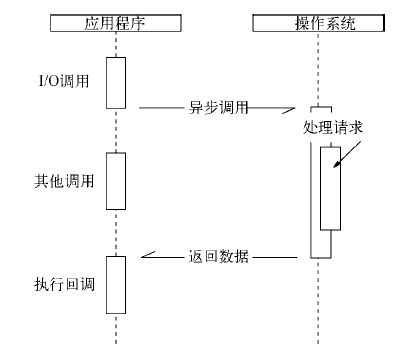 应用程序
操作系统
I/O调用
异步调用
处理请求
其他调用
返回数据
执行回调